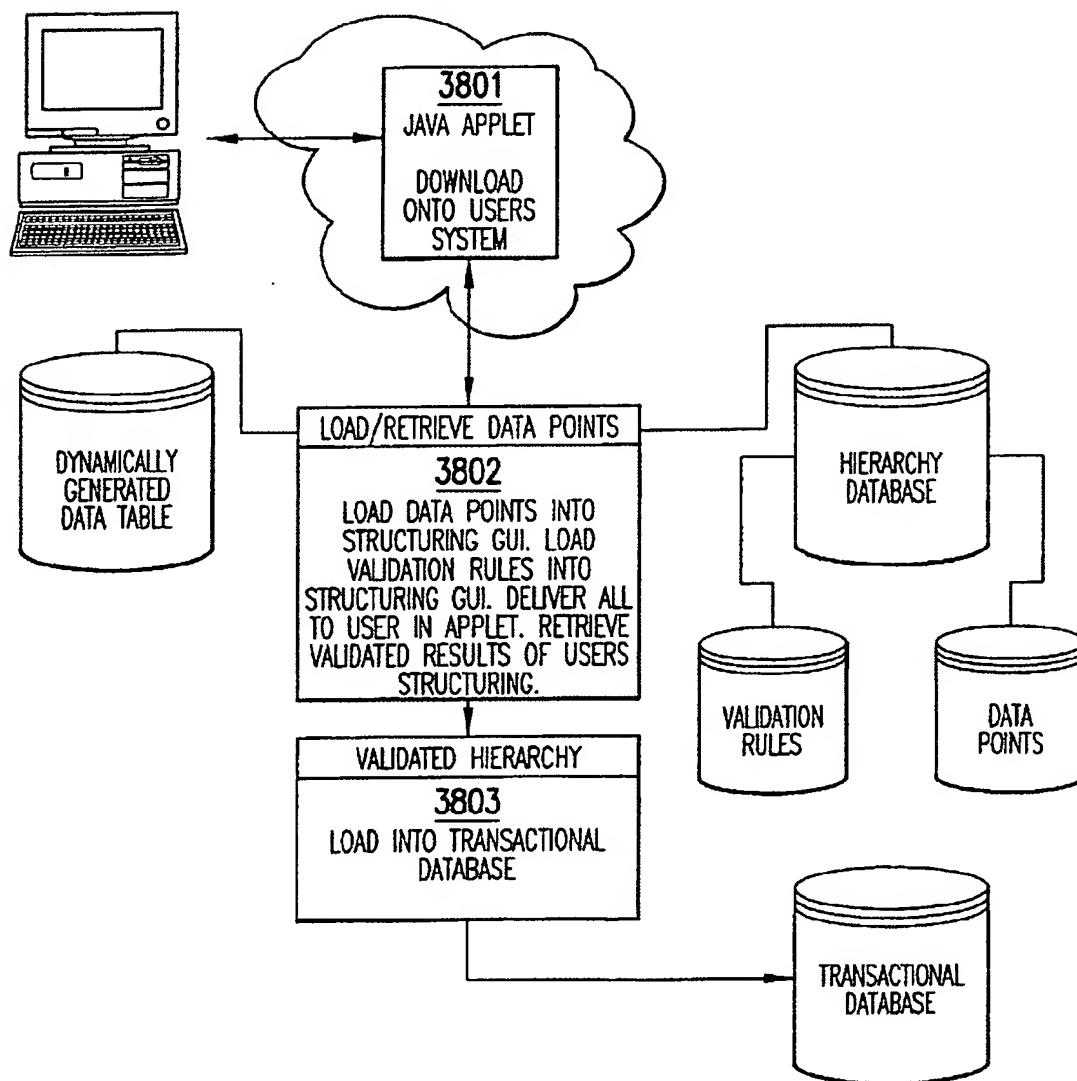 3801
JAVA APPLET
DOWNLOAD
ONTO USERS
SYSTEM
DYNAMICALLY
GENERATED
DATA TABLE
LOAD/RETRIEVE DATA POINTS
3802
LOAD DATA POINTS INTO
STRUCTURING GUI. LOAD
VALIDATION RULES INTO
STRUCTURING GUI. DELIVER ALL
TO USER IN APPLET. RETRIEVE
VALIDATED RESULTS OF USERS
STRUCTURING.
HIERARCHY
DATABASE
VALIDATION
RULES
DATA
POINTS
VALIDATED HIERARCHY
3803
LOAD INTO TRANSACTIONAL
DATABASE
TRANSACTIONAL
DATABASE